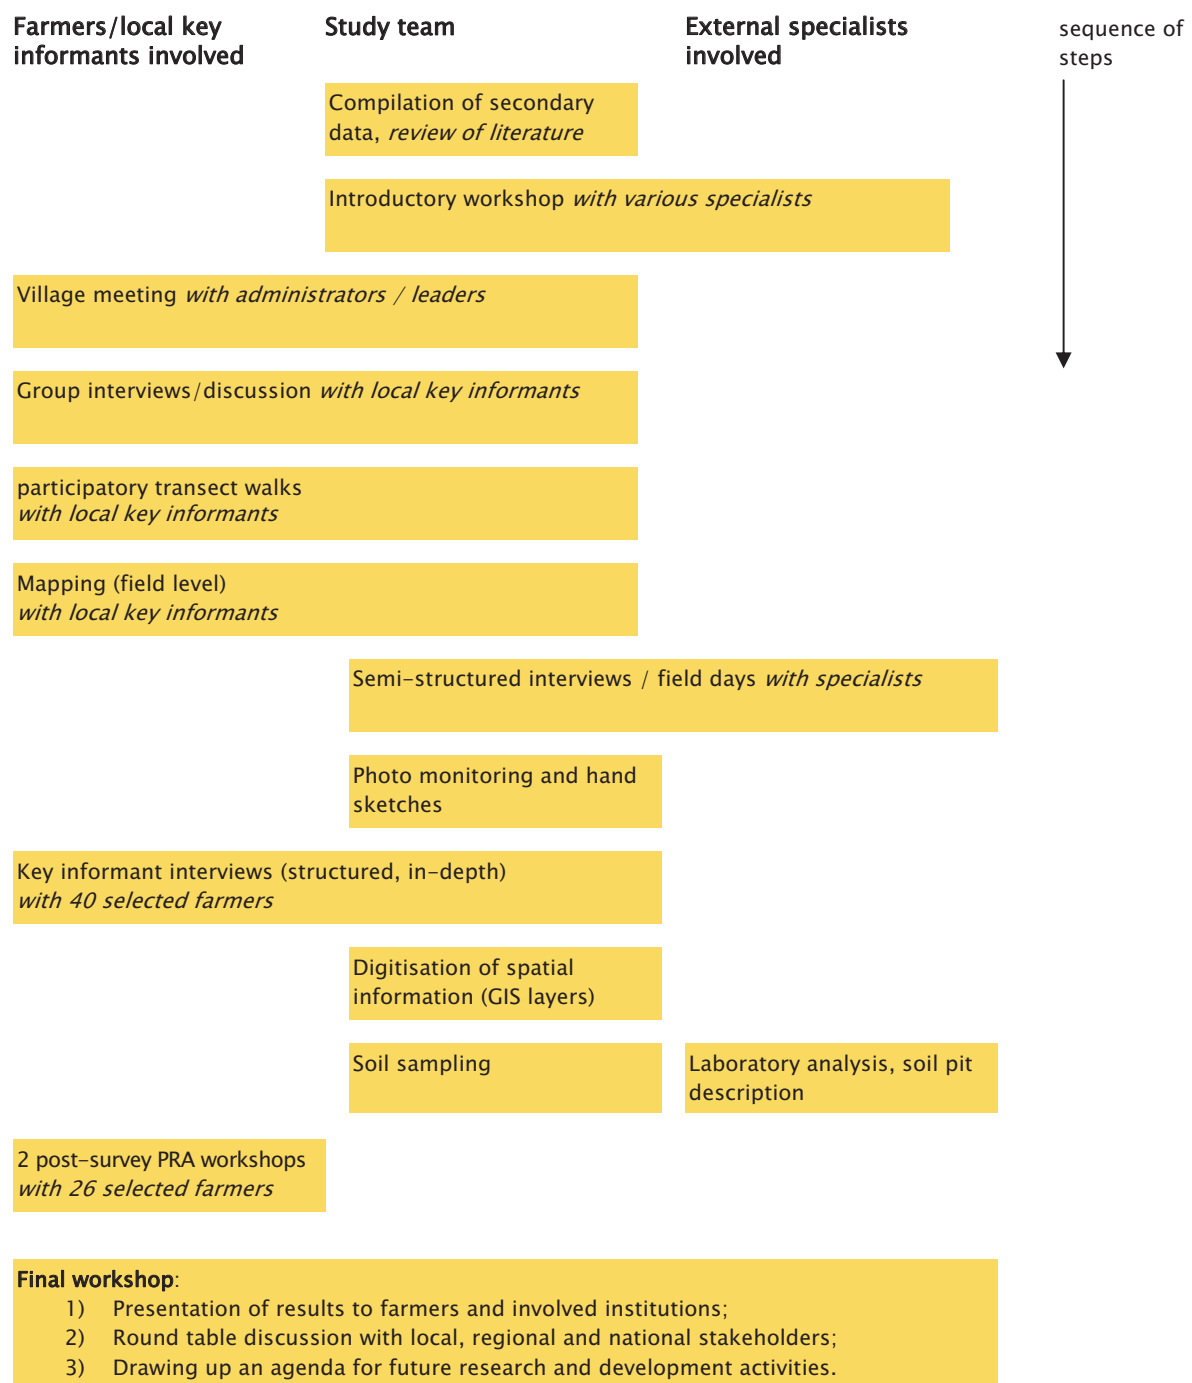 Farmers/local key
informants involved
Study team
External specialists
involved
sequence of
steps
Compilation of secondary
data, review of literature
Introductory workshop with various specialists
Village meeting with administrators / leaders
Group interviews/discussion with local key informants
participatory transect walks
with local key informants
Mapping (field level)
with local key informants
Semi-structured interviews / field days with specialists
Photo monitoring and hand
sketches
Key informant interviews (structured, in-depth)
with 40 selected farmers
Digitisation of spatial
information (GIS layers)
Soil sampling
Laboratory analysis, soil pit
description
2 post-survey PRA workshops
with 26 selected farmers
Final workshop:
1) Presentation of results to farmers and involved institutions;
2) Round table discussion with local, regional and national stakeholders;
3) Drawing up an agenda for future research and development activities.